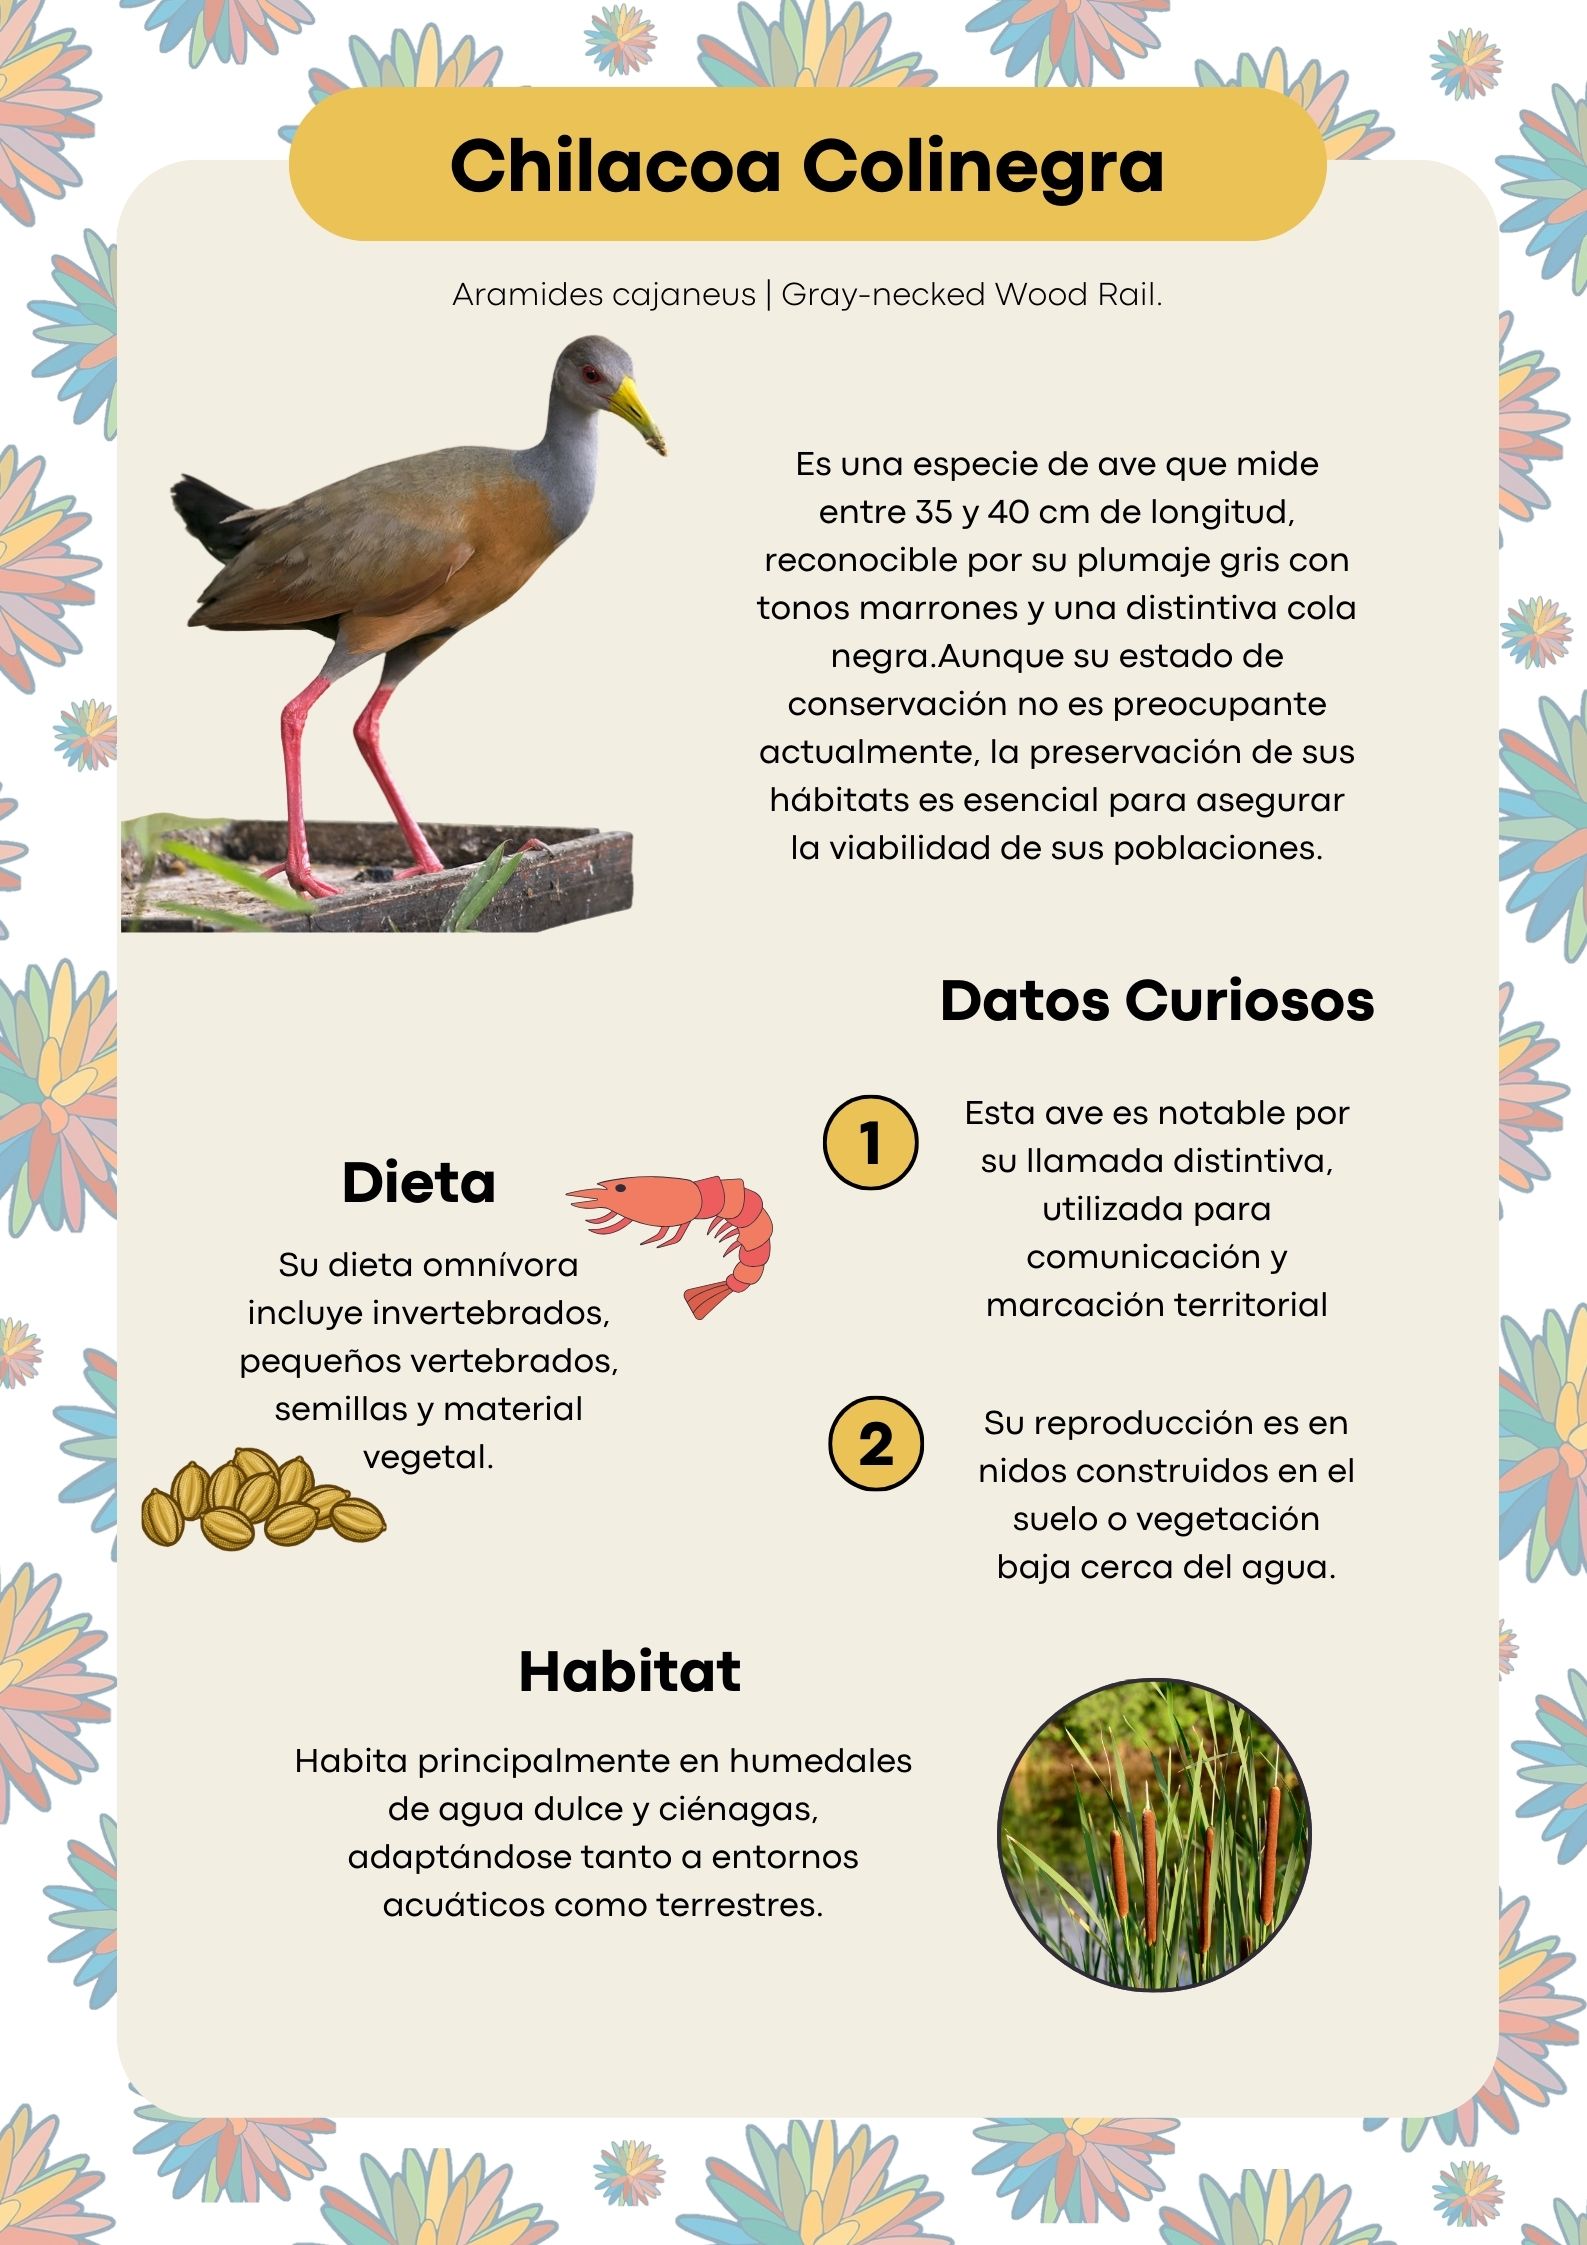 Chilacoa Colinegra
Aramides cajaneus | Gray-necked Wood Rail.
Es una especie de ave que mide
entre 35 y 40 cm de longitud,
reconocible por su plumaje gris con
tonos marrones y una distintiva cola
negra.Aunque su estado de
conservación no es preocupante
actualmente, la preservación de sus
hábitats es esencial para asegurar
la viabilidad de sus poblaciones.
Datos Curiosos
1
Esta ave es notable por
su llamada distintiva,
utilizada para
comunicación y
marcación territorial
2
Su reproducción es en
nidos construidos en el
suelo o vegetación
baja cerca del agua.
Dieta
Su dieta omnívora
incluye invertebrados,
pequeños vertebrados,
semillas y material
vegetal.
Habitat
Habita principalmente en humedales
de agua dulce y ciénagas,
adaptándose tanto a entornos
acuáticos como terrestres.